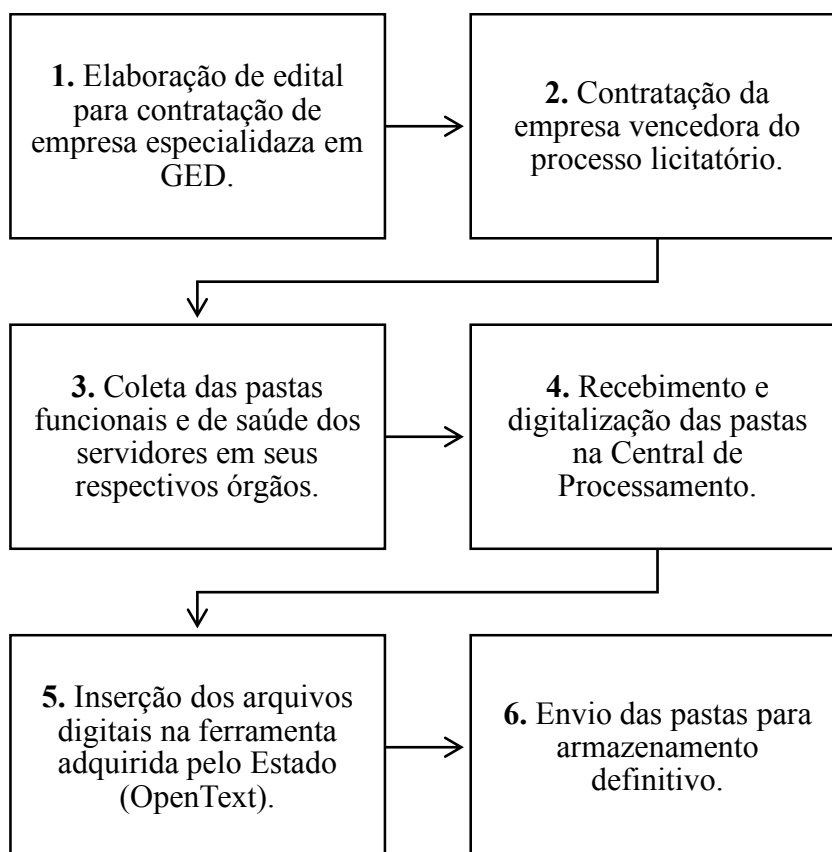 1. Elaboração de edital
para contratação de
empresa especialidaza em
GED.
2. Contratação da
empresa vencedora do
processo licitatório.
3. Coleta das pastas
funcionais e de saúde dos
servidores em seus
respectivos órgãos.
4. Recebimento e
digitalização das pastas
na Central de
Processamento.
5. Inserção dos arquivos
digitais na ferramenta
adquirida pelo Estado
(OpenText).
6. Envio das pastas para
armazenamento
definitivo.